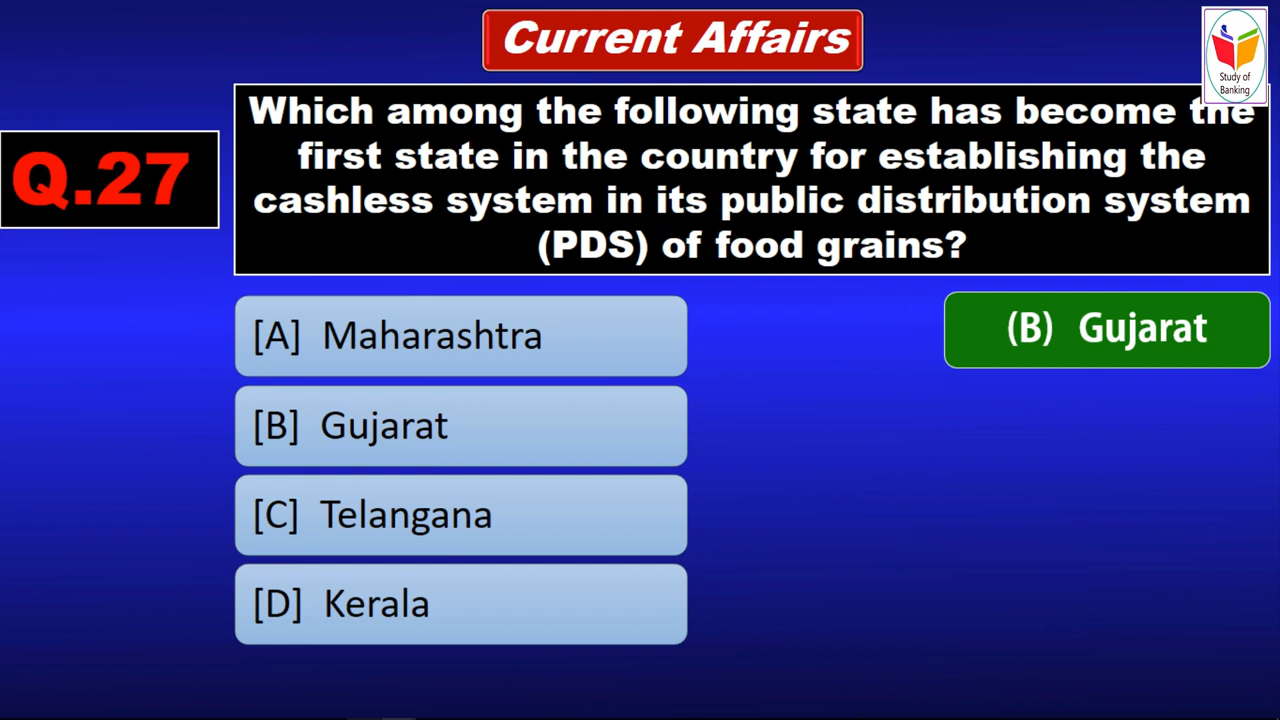 Current Affairs
Study of
Banking
Q.27
Which among the following state has become the
first state in the country for establishing the
cashless system in its public distribution system
(PDS) of food grains?
[A] Maharashtra
(B) Gujarat
[B] Gujarat
[C] Telangana
[D] Kerala